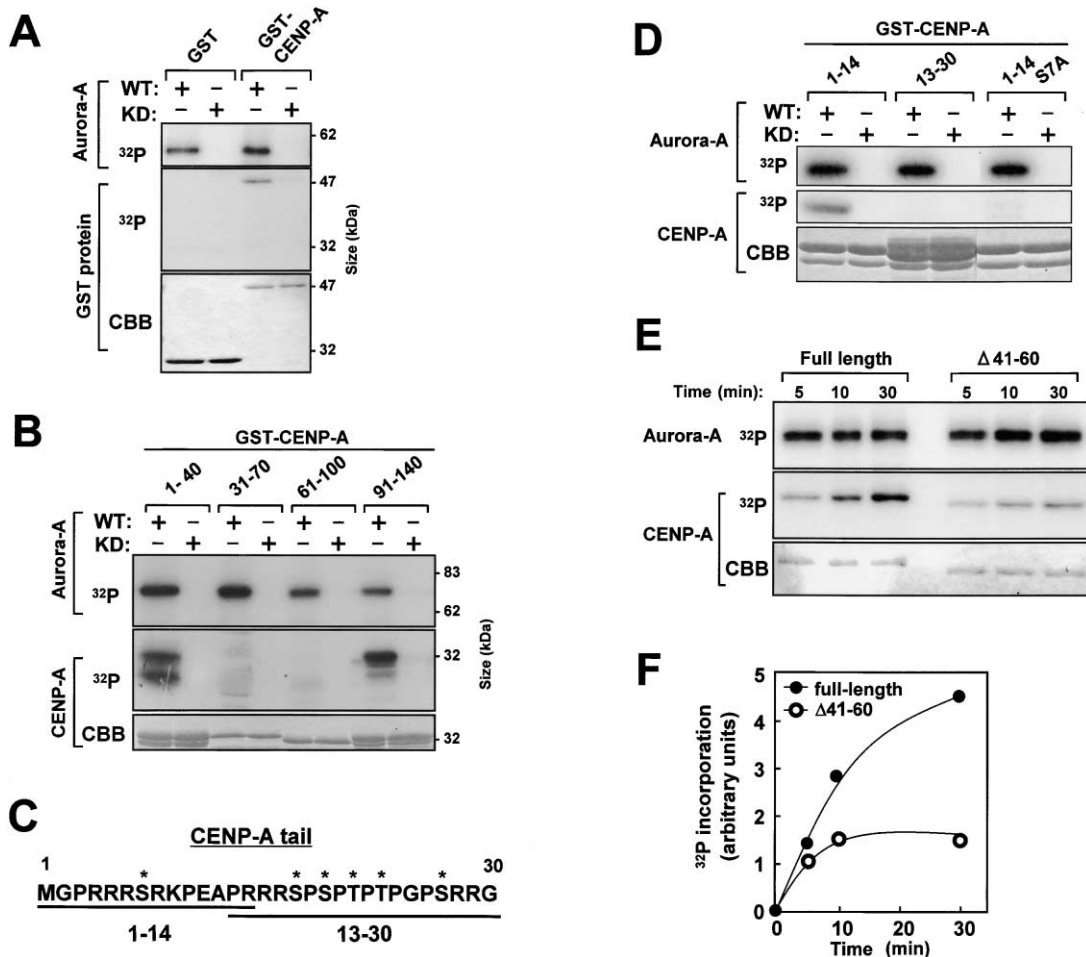 A
GST
GST-
CENP-A
Aurora-A
WT: + – + –
KD: – + – +
32P
62
GST protein
32P
47
32
CBB
47
32
Size (kDa)
B
GST-CENP-A
1-40 31-70 61-100 91-140
Aurora-A
WT: + – + – + – + –
KD: – + – + – + – +
32P
83
62
CENP-A
32P
32
CBB
32
Size (kDa)
C
CENP-A tail
1 30
* * * * * *
MGPRRRSRKPEAPRRRSPSPTPTPGPSRRG
1-14 13-30
D
GST-CENP-A
1-14 13-30 1-14 S7A
WT: + – + – + –
KD: – + – + – +
Aurora-A
32P
CENP-A
32P
CBB
E
Full length Δ 41-60
Time (min): 5 10 30 5 10 30
Aurora-A 32P
CENP-A
32P
CBB
F
full-length
Δ41-60
32P incorporation
(arbitrary units)
5
4
3
2
1
0
0 10 20 30
Time (min)